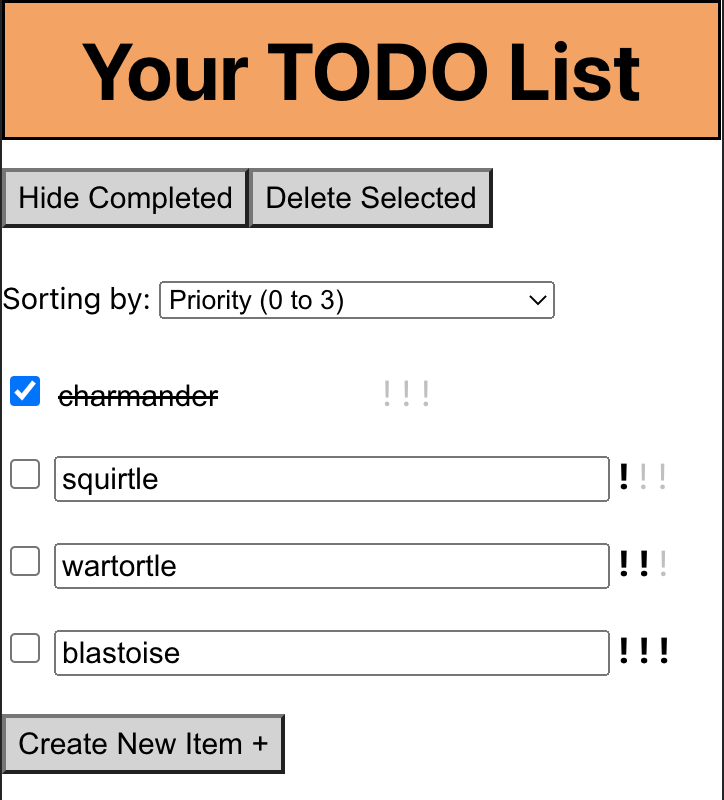 Your TODO List
Hide Completed Delete Selected
Sorting by: Priority (0 to 3)
charmander !!!
squirtle !!!
wartortle !!!
blastoise !!!
Create New Item +